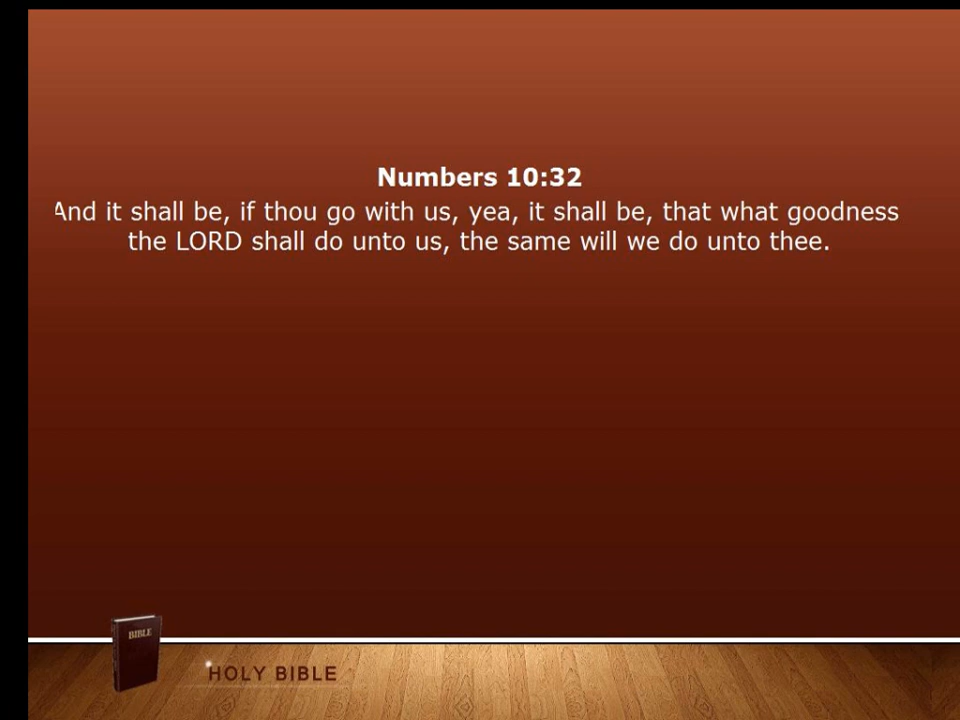 Numbers 10:32
And it shall be, if thou go with us, yea, it shall be, that what goodness
the LORD shall do unto us, the same will we do unto thee.
BIBLE
HOLY BIBLE